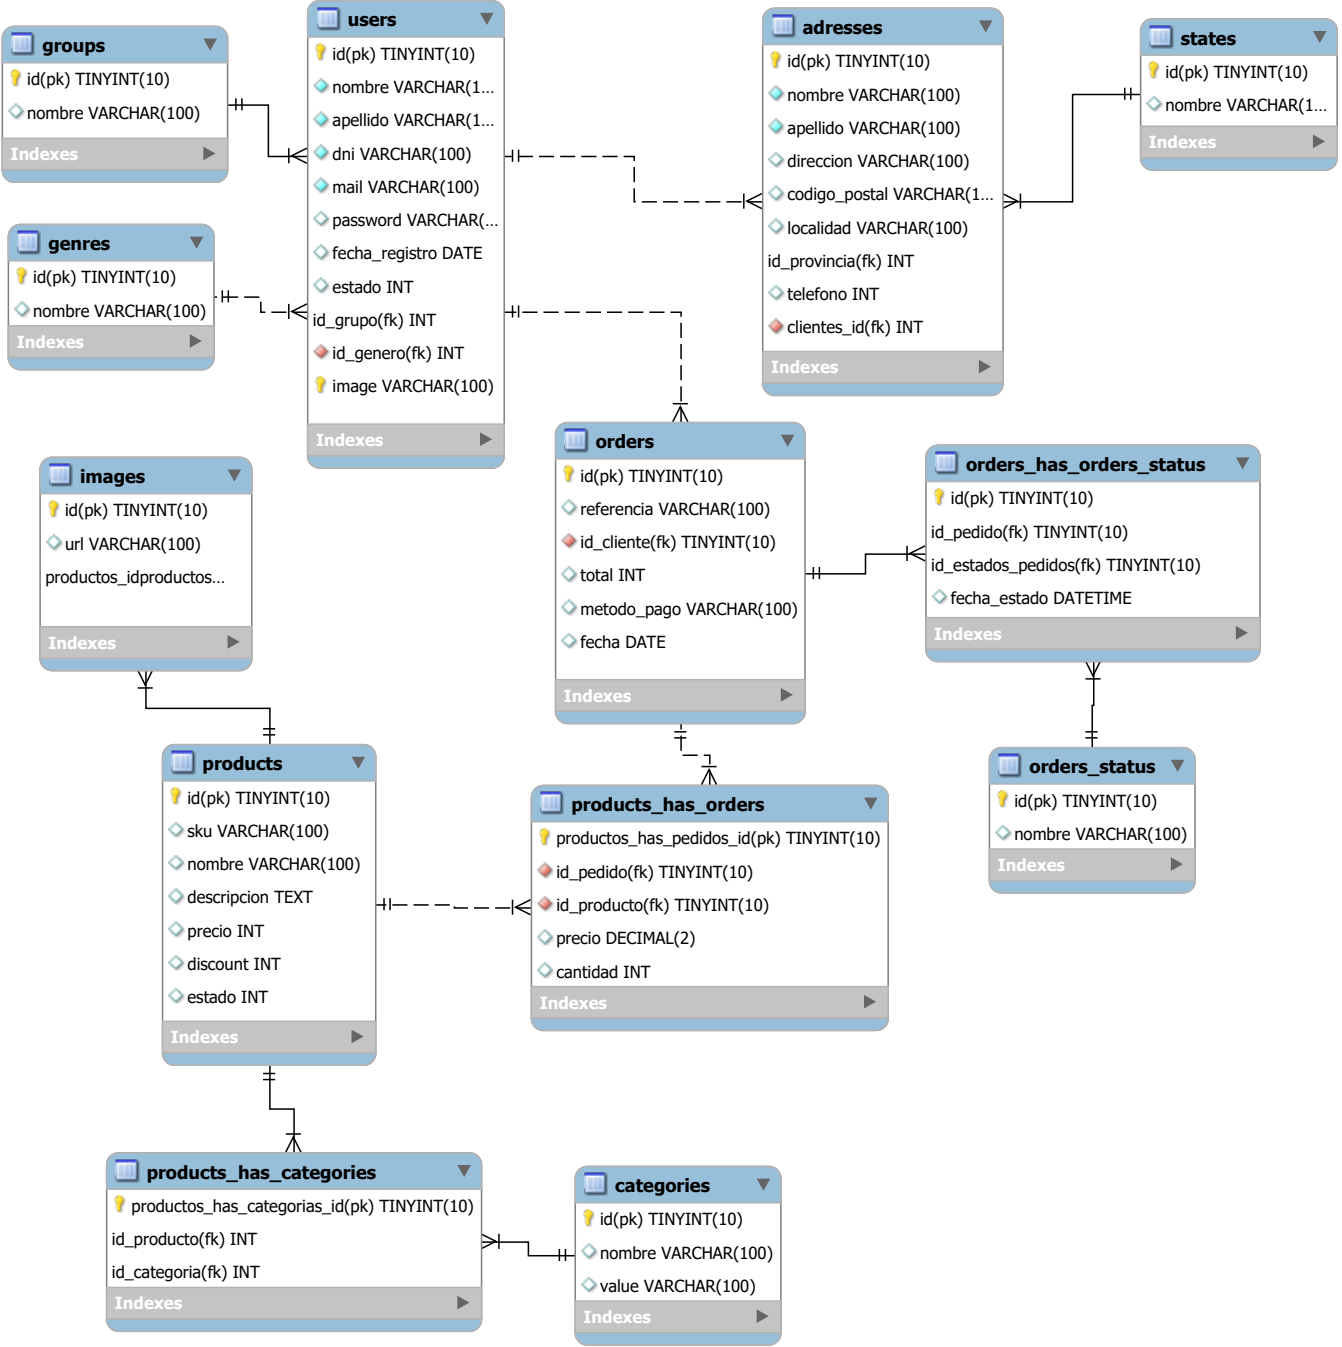 groups
id(pk) TINYINT(10)
nombre VARCHAR(100)
Indexes
users
id(pk) TINYINT(10)
nombre VARCHAR(1...
apellido VARCHAR(1...
dni VARCHAR(100)
mail VARCHAR(100)
password VARCHAR(...
fecha_registro DATE
estado INT
id_grupo(fk) INT
id_genero(fk) INT
image VARCHAR(100)
Indexes
adresses
id(pk) TINYINT(10)
nombre VARCHAR(100)
apellido VARCHAR(100)
direccion VARCHAR(100)
codigo_postal VARCHAR(1...
localidad VARCHAR(100)
id_provincia(fk) INT
telefono INT
clientes_id(fk) INT
Indexes
states
id(pk) TINYINT(10)
nombre VARCHAR(1...
Indexes
genres
id(pk) TINYINT(10)
nombre VARCHAR(100)
Indexes
images
id(pk) TINYINT(10)
url VARCHAR(100)
productos_idproductos...
Indexes
orders
id(pk) TINYINT(10)
referencia VARCHAR(100)
id_cliente(fk) TINYINT(10)
total INT
metodo_pago VARCHAR(100)
fecha DATE
Indexes
orders_has_orders_status
id(pk) TINYINT(10)
id_pedido(fk) TINYINT(10)
id_estados_pedidos(fk) TINYINT(10)
fecha_estado DATETIME
Indexes
products
id(pk) TINYINT(10)
sku VARCHAR(100)
nombre VARCHAR(100)
descripcion TEXT
precio INT
discount INT
estado INT
Indexes
products_has_orders
productos_has_pedidos_id(pk) TINYINT(10)
id_pedido(fk) TINYINT(10)
id_producto(fk) TINYINT(10)
precio DECIMAL(2)
cantidad INT
Indexes
orders_status
id(pk) TINYINT(10)
nombre VARCHAR(100)
Indexes
products_has_categories
productos_has_categorias_id(pk) TINYINT(10)
id_producto(fk) INT
id_categoria(fk) INT
Indexes
categories
id(pk) TINYINT(10)
nombre VARCHAR(100)
value VARCHAR(100)
Indexes